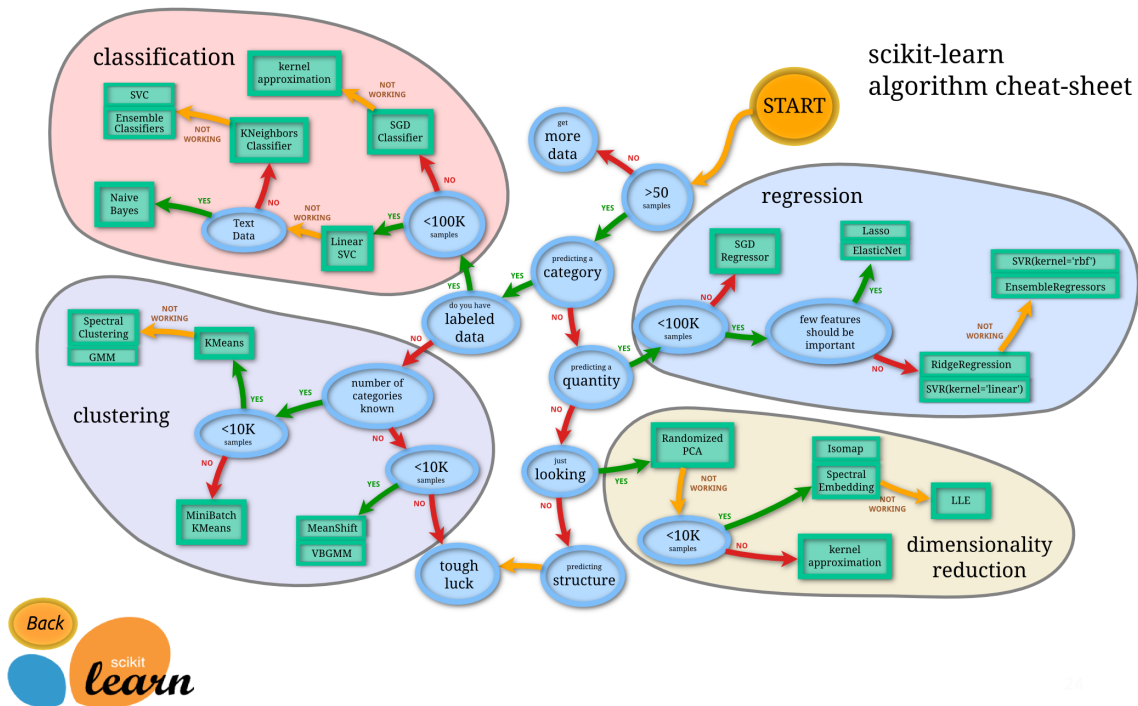 scikit-learn
algorithm cheat-sheet
START
classification
kernel
approximation
NOT
WORKING
SVC
Ensemble
Classifiers
NOT
WORKING
KNeighbors
Classifier
SGD
Classifier
NO
NO
Naive
Bayes
YES
Text
Data
NOT
WORKING
Linear
SVC
YES
<100K
samples
YES
get
more
data
NO
>50
samples
YES
predicting a
category
YES
NO
do you have
labeled
data
NO
predicting a
quantity
YES
NO
just
looking
YES
NO
predicting
structure
tough
luck
regression
SGD
Regressor
NO
<100K
samples
YES
Lasso
ElasticNet
YES
few features
should be
important
NO
SVR(kernel='rbf')
EnsembleRegressors
NOT
WORKING
RidgeRegression
SVR(kernel='linear')
clustering
Spectral
Clustering
GMM
NOT
WORKING
KMeans
YES
<10K
samples
NO
MiniBatch
KMeans
YES
number of
categories
known
NO
<10K
samples
YES
NO
MeanShift
VBGMM
dimensionality
reduction
Randomized
PCA
NOT
WORKING
<10K
samples
YES
NO
Isomap
Spectral
Embedding
NOT
WORKING
LLE
kernel
approximation
Back
scikit
learn
24